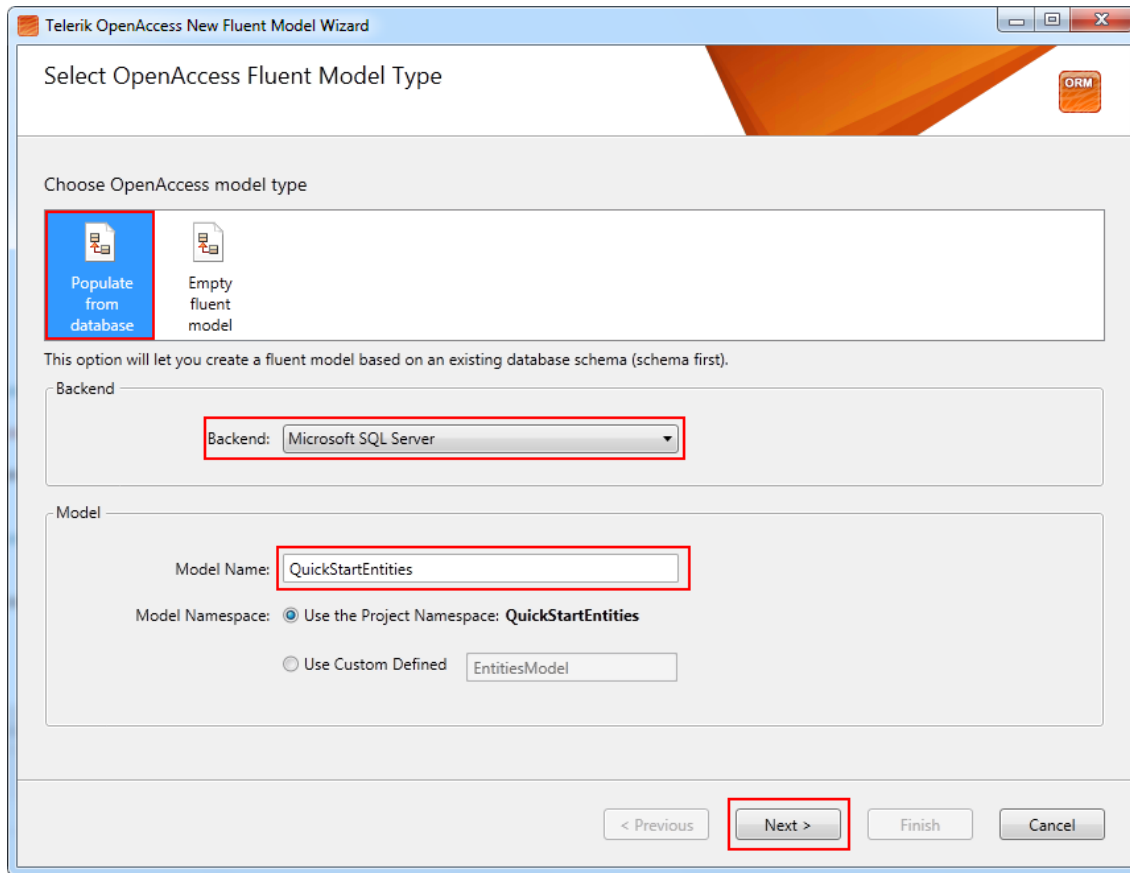 Telerik OpenAccess New Fluent Model Wizard
Select OpenAccess Fluent Model Type
ORM
Choose OpenAccess model type
Populate
from
database
Empty
fluent
model
This option will let you create a fluent model based on an existing database schema (schema first).
Backend
Backend: Microsoft SQL Server
Model
Model Name: QuickStartEntities
Model Namespace: Use the Project Namespace: QuickStartEntities
Use Custom Defined EntitiesModel
< Previous Next > Finish Cancel